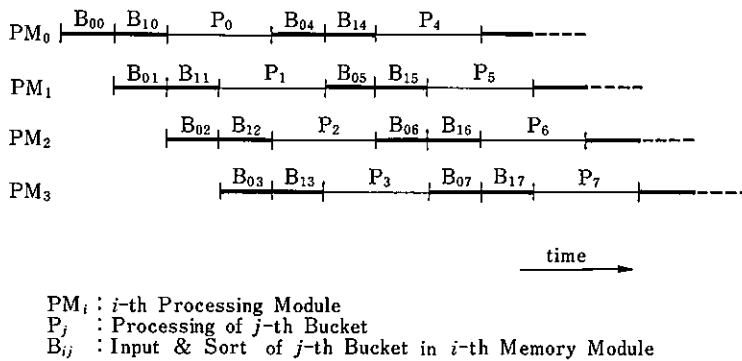 B₀₀ B₁₀ P₀ B₀₄ B₁₄ P₄
PM₀
B₀₁ B₁₁ P₁ B₀₅ B₁₅ P₅
PM₁
B₀₂ B₁₂ P₂ B₀₆ B₁₆ P₆
PM₂
B₀₃ B₁₃ P₃ B₀₇ B₁₇ P₇
PM₃
time
PMᵢ : i-th Processing Module
Pⱼ : Processing of j-th Bucket
Bᵢⱼ : Input & Sort of j-th Bucket in i-th Memory Module